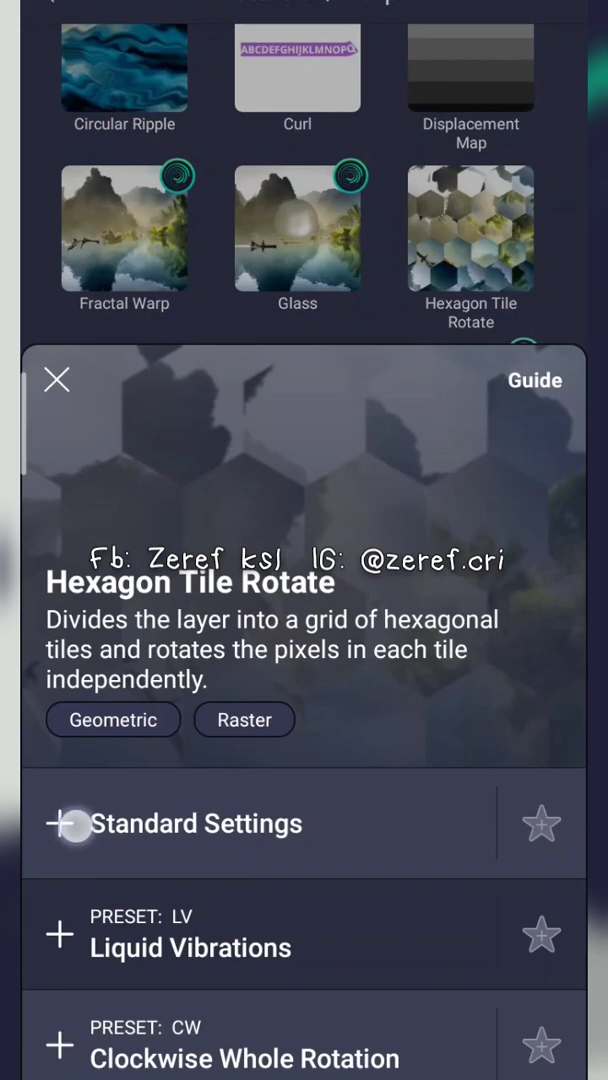 ABCDEFGHIJKLMNOPQ
Circular Ripple
Curl
Displacement
Map
Fractal Warp
Glass
Hexagon Tile
Rotate
Guide
Fb: Zeref ksl IG: @zeref.cri
Hexagon Tile Rotate
Divides the layer into a grid of hexagonal
tiles and rotates the pixels in each tile
independently.
Geometric
Raster
Standard Settings
PRESET: LV
Liquid Vibrations
PRESET: CW
Clockwise Whole Rotation